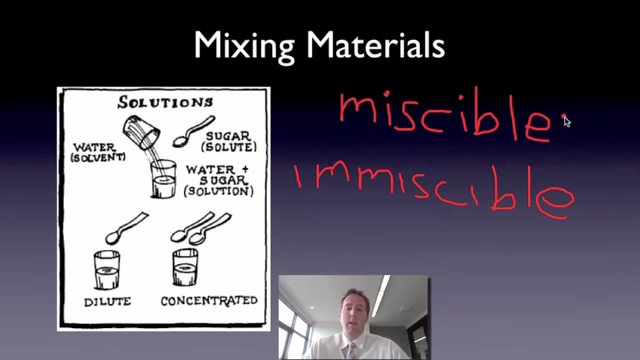 Mixing Materials
SOLUTIONS
WATER
(SOLVENT)
SUGAR
(SOLUTE)
WATER +
SUGAR
(SOLUTION)
DILUTE
CONCENTRATED
miscible
immiscible